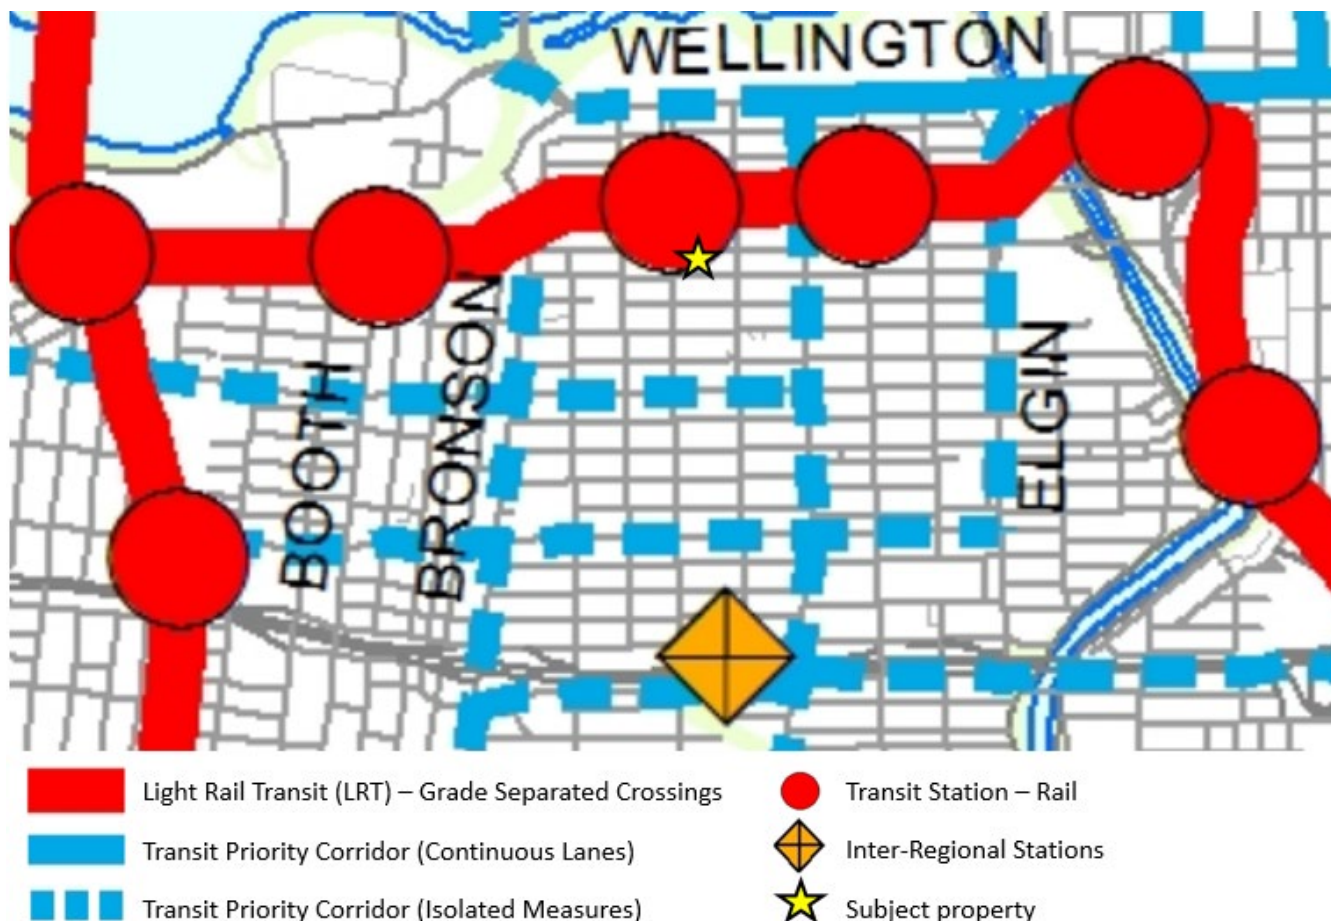 WELLINGTON
BRONSON
BOOTH
ELGIN
Light Rail Transit (LRT) – Grade Separated Crossings
Transit Station – Rail
Transit Priority Corridor (Continuous Lanes)
Inter-Regional Stations
Transit Priority Corridor (Isolated Measures)
Subject property